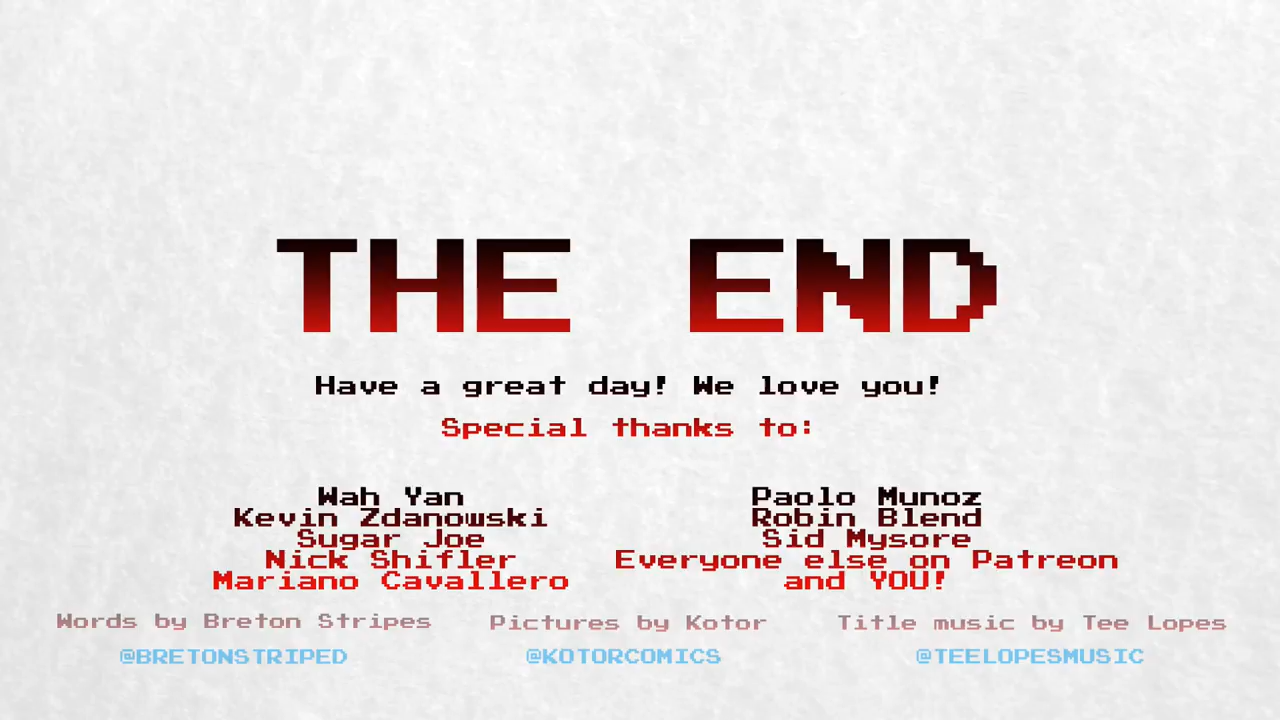 THE END
Have a great day! We love you!
Special thanks to:
Wah Yan
Kevin Zdanowski
Sugar Joe
Nick Shifler
Mariano Cavallero
Paolo Munoz
Robin Blend
Sid Mysore
Everyone else on Patreon
and YOU!
Words by Breton Stripes
@BRETONSTRIPED
Pictures by Kotor
@KOTORCOMICS
Title music by Tee Lopes
@TEELOPESMUSIC